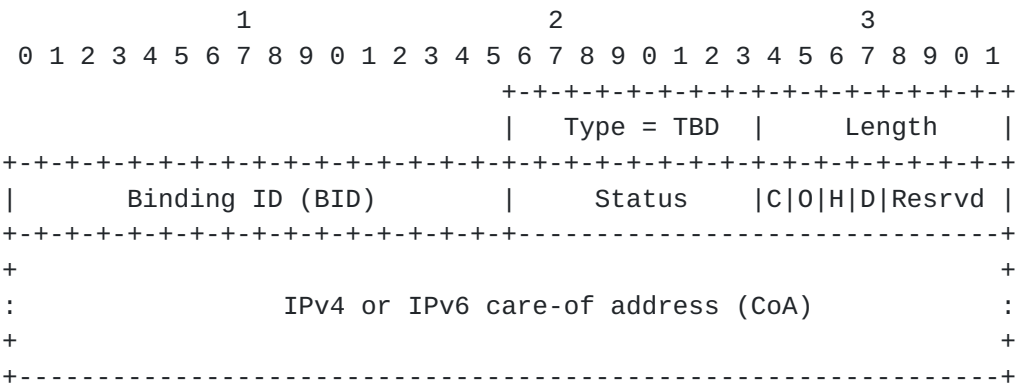 1                   2                   3
 0 1 2 3 4 5 6 7 8 9 0 1 2 3 4 5 6 7 8 9 0 1 2 3 4 5 6 7 8 9 0 1
                                +-+-+-+-+-+-+-+-+-+-+-+-+-+-+-+-+
                                |   Type = TBD  |     Length    |
+-+-+-+-+-+-+-+-+-+-+-+-+-+-+-+-+-+-+-+-+-+-+-+-+-+-+-+-+-+-+-+-+
|       Binding ID (BID)        |     Status    |C|O|H|D|Resrvd |
+-+-+-+-+-+-+-+-+-+-+-+-+-+-+-+-+-------------------------------+
+                                                               +
:                 IPv4 or IPv6 care-of address (CoA)            :
+                                                               +
+---------------------------------------------------------------+